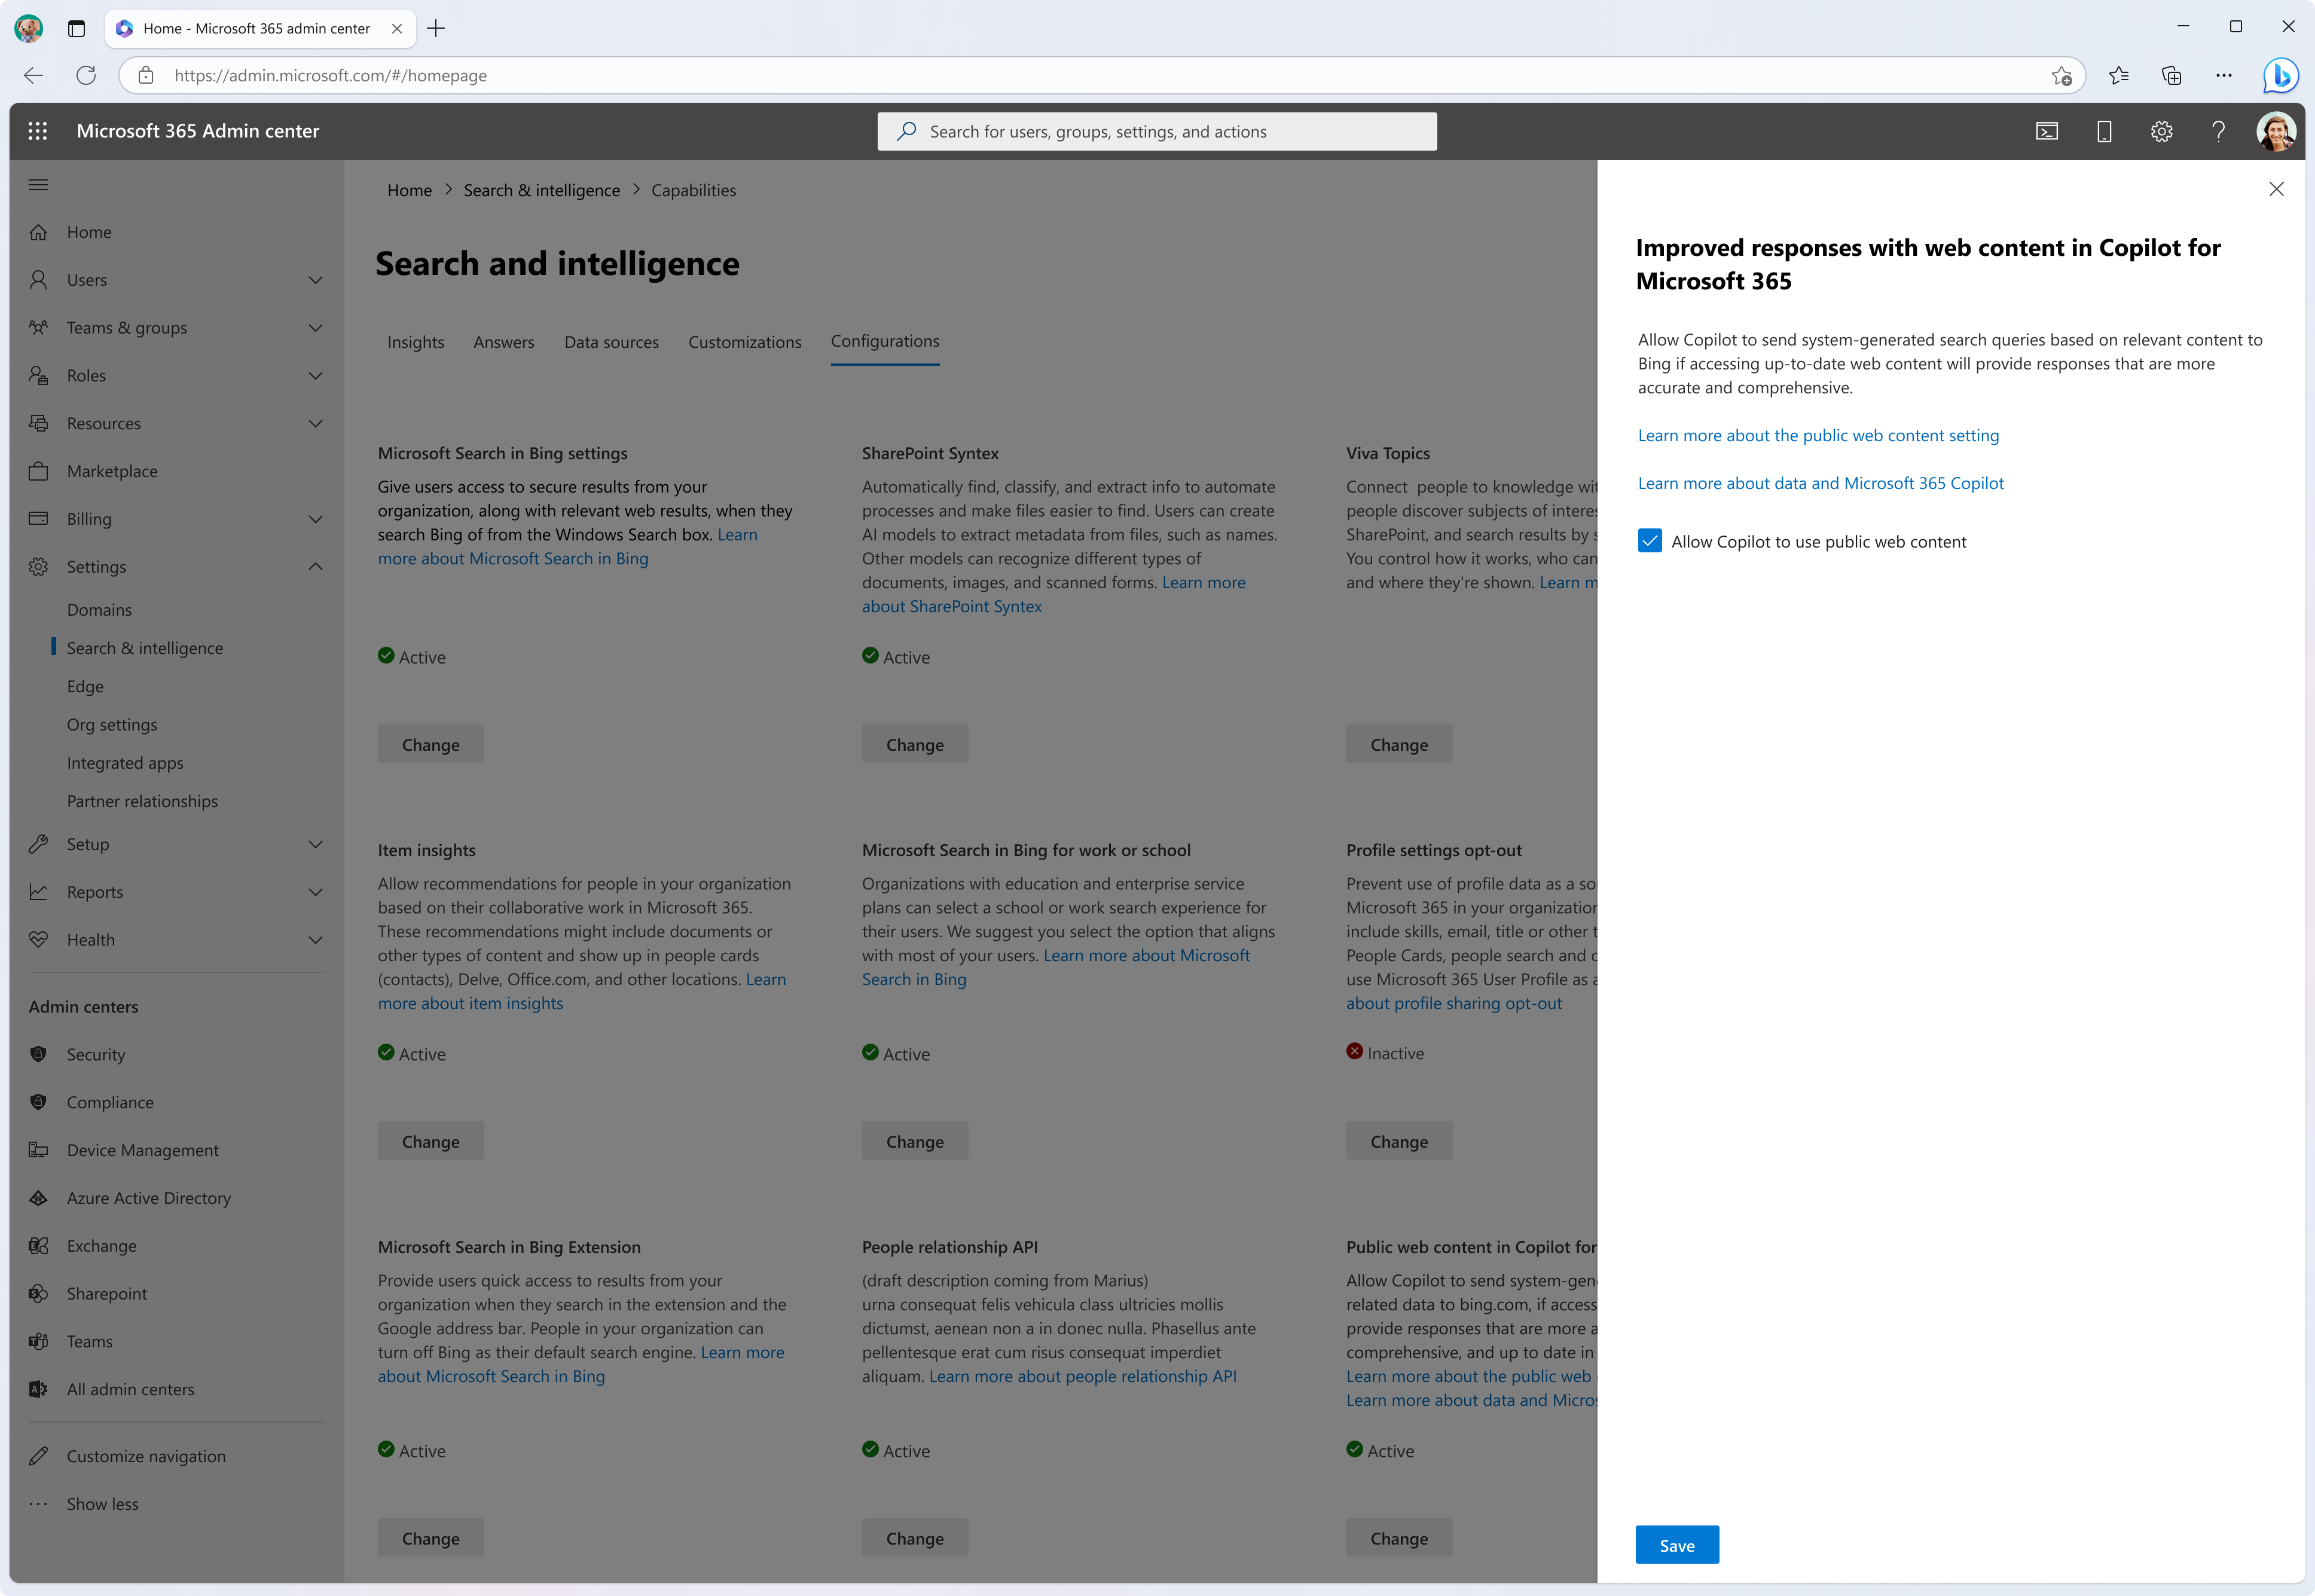 Home - Microsoft 365 admin center
https://admin.microsoft.com/#/homepage
Microsoft 365 Admin center
Search for users, groups, settings, and actions
Home
Users
Teams & groups
Roles
Resources
Marketplace
Billing
Settings
Domains
Search & intelligence
Edge
Org settings
Integrated apps
Partner relationships
Setup
Reports
Health
Admin centers
Security
Compliance
Device Management
Azure Active Directory
Exchange
Sharepoint
Teams
All admin centers
Customize navigation
Show less
Home > Search & intelligence > Capabilities
Search and intelligence
Insights Answers Data sources Customizations Configurations
Microsoft Search in Bing settings
Give users access to secure results from your
organization, along with relevant web results, when they
search Bing of from the Windows Search box. Learn
more about Microsoft Search in Bing
Active
Change
SharePoint Syntex
Automatically find, classify, and extract info to automate
processes and make files easier to find. Users can create
AI models to extract metadata from files, such as names.
Other models can recognize different types of
documents, images, and scanned forms. Learn more
about SharePoint Syntex
Active
Change
Viva Topics
Connect people to knowledge
people discover subjects of
SharePoint, and search results by
You control how it works, who can
and where they're shown. Learn
Change
Item insights
Allow recommendations for people in your organization
based on their collaborative work in Microsoft 365.
These recommendations might include documents or
other types of content and show up in people cards
(contacts), Delve, Office.com, and other locations. Learn
more about item insights
Active
Change
Microsoft Search in Bing for work or school
Organizations with education and enterprise service
plans can select a school or work search experience for
their users. We suggest you select the option that aligns
with most of your users. Learn more about Microsoft
Search in Bing
Active
Change
Profile settings opt-out
Prevent use of profile data as a
Microsoft 365 in your
include skills, email, title or other
People Cards, people search and
use Microsoft 365 User Profile as
about profile sharing opt-out
Inactive
Change
Microsoft Search in Bing Extension
Provide users quick access to results from your
organization when they search in the extension and the
Google address bar. People in your organization can
turn off Bing as their default search engine. Learn more
about Microsoft Search in Bing
Active
Change
People relationship API
(draft description coming from Marius)
urna consequat felis vehicula class ultricies mollis
dictumst, aenean non a in donec nulla. Phasellus ante
pellentesque erat cum risus consequat imperdiet
aliquam. Learn more about people relationship API
Active
Change
Public web content in Copilot for
Allow Copilot to send
related data to bing.com, if
provide responses that are more
comprehensive, and up to date in
Learn more about the public web
Learn more about data and
Active
Change
Improved responses with web content in Copilot for
Microsoft 365
Allow Copilot to send system-generated search queries based on relevant content to
Bing if accessing up-to-date web content will provide responses that are more
accurate and comprehensive.
Learn more about the public web content setting
Learn more about data and Microsoft 365 Copilot
Allow Copilot to use public web content
Save